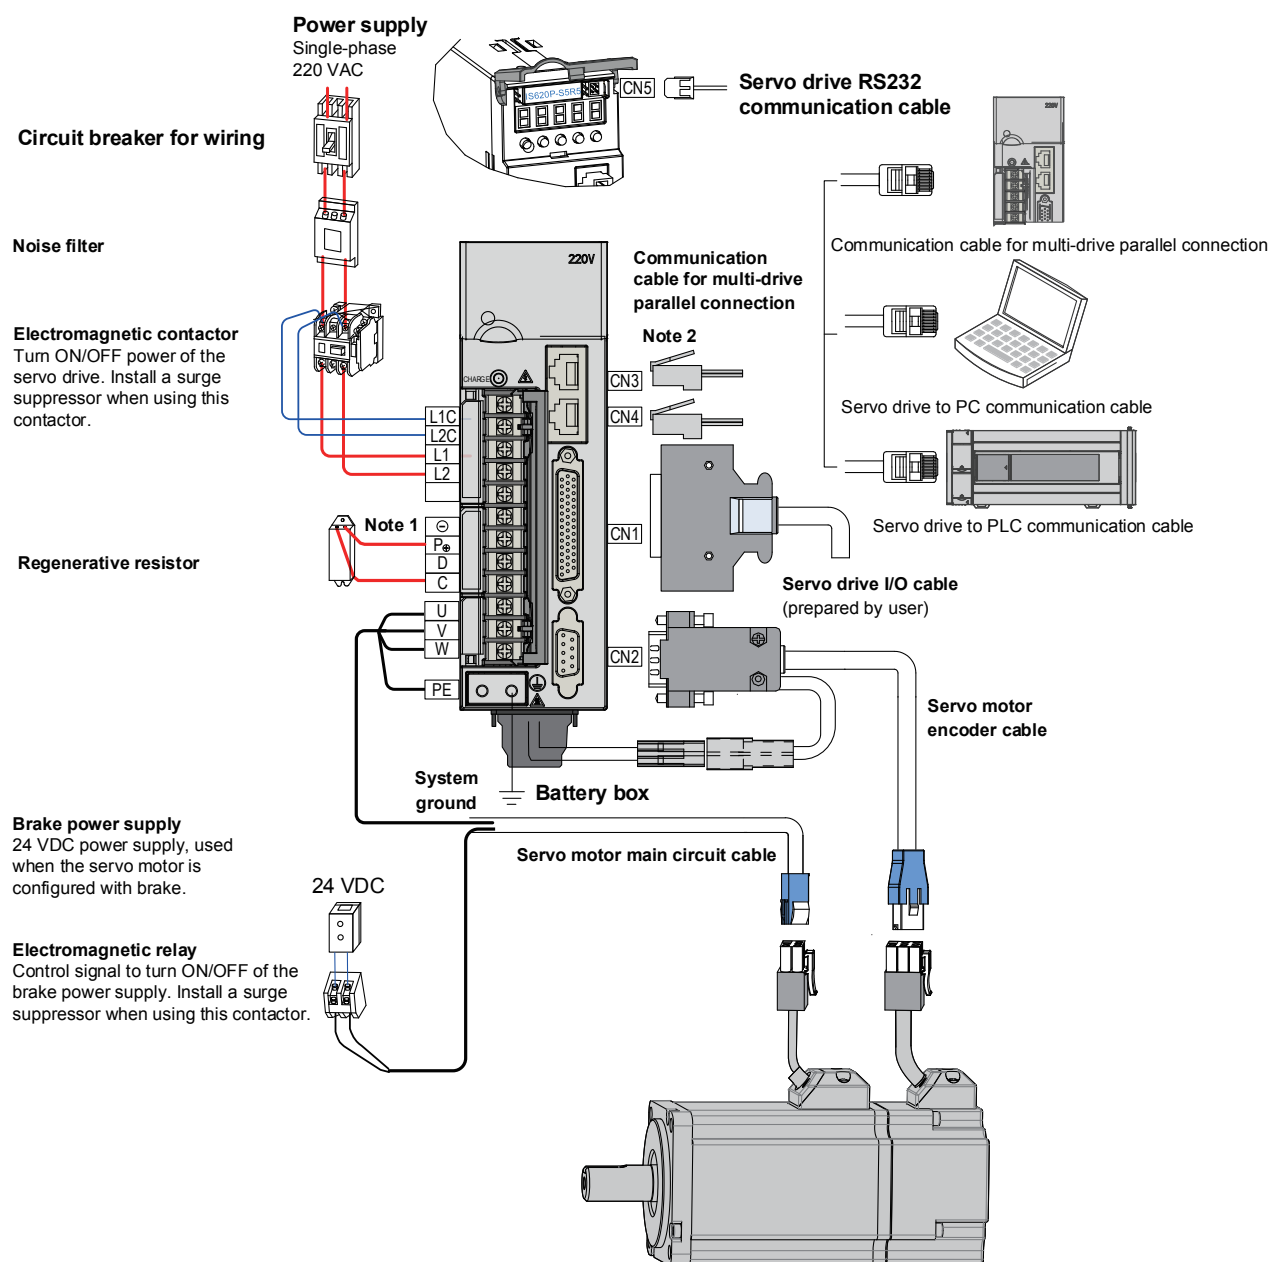 Power supply
Single-phase
220 VAC
IS620P-S5R5
CN5
Servo drive RS232
communication cable
Circuit breaker for wiring
Noise filter
Electromagnetic contactor
Turn ON/OFF power of the
servo drive. Install a surge
suppressor when using this
contactor.
220V
Communication
cable for multi-drive
parallel connection
Note 2
220V
Communication cable for multi-drive parallel connection
Servo drive to PC communication cable
Servo drive to PLC communication cable
CHARGE
CN3
CN4
L1C
L2C
L1
L2
Note 1
⊖
P⊕
D
C
Regenerative resistor
CN1
Servo drive I/O cable
(prepared by user)
U
V
W
CN2
PE
Servo motor
encoder cable
System
ground
Battery box
Brake power supply
24 VDC power supply, used
when the servo motor is
configured with brake.
Servo motor main circuit cable
24 VDC
Electromagnetic relay
Control signal to turn ON/OFF of the
brake power supply. Install a surge
suppressor when using this contactor.